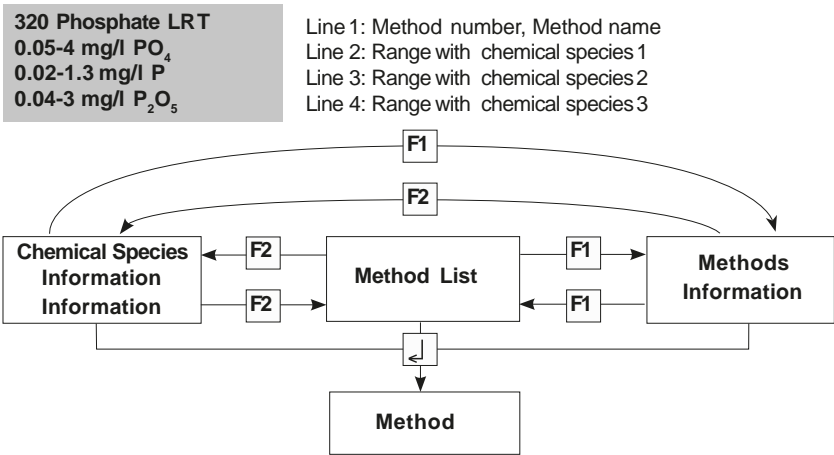 320 Phosphate LRT
0.05-4 mg/l PO₄
0.02-1.3 mg/l P
0.04-3 mg/l P₂O₅
Line 1: Method number, Method name
Line 2: Range with chemical species 1
Line 3: Range with chemical species 2
Line 4: Range with chemical species 3
F1
F2
Chemical Species
Information
Information
F2
F2
Method List
F1
F1
Methods
Information
↲
Method